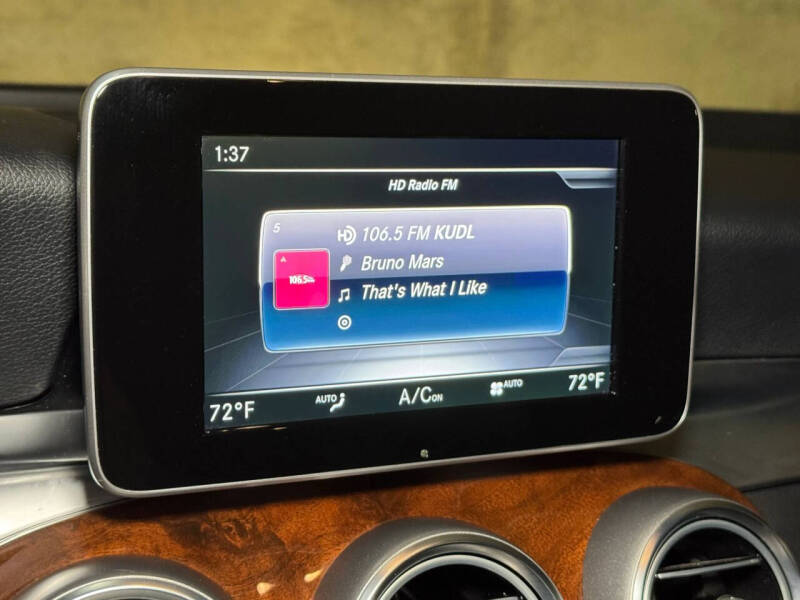 1:37
HD Radio FM
5
HD 106.5 FM KUDL
106.5
Bruno Mars
That's What I Like
72°F AUTO A/C ON AUTO 72°F